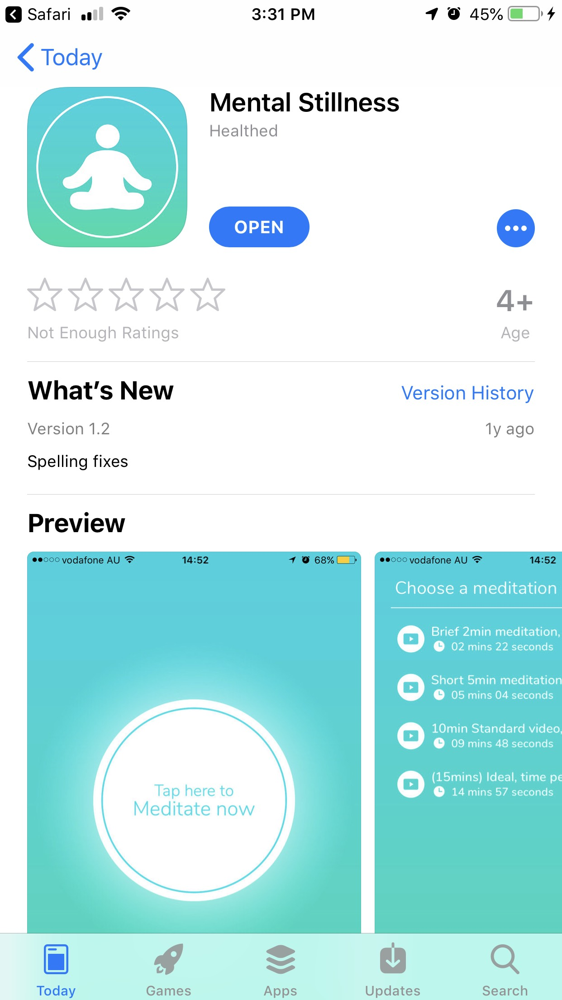 Safari 3:31 PM 45%
Today
Mental Stillness
Healthed
OPEN
Not Enough Ratings
4+
Age
What's New
Version History
Version 1.2
1y ago
Spelling fixes
Preview
vodafone AU 14:52 68%
Tap here to
Meditate now
vodafone AU 14:52
Choose a meditation
Brief 2min meditation,
02 mins 22 seconds
Short 5min meditation
05 mins 04 seconds
10min Standard video,
09 mins 48 seconds
(15mins) Ideal, time pe
14 mins 57 seconds
Today Games Apps Updates Search